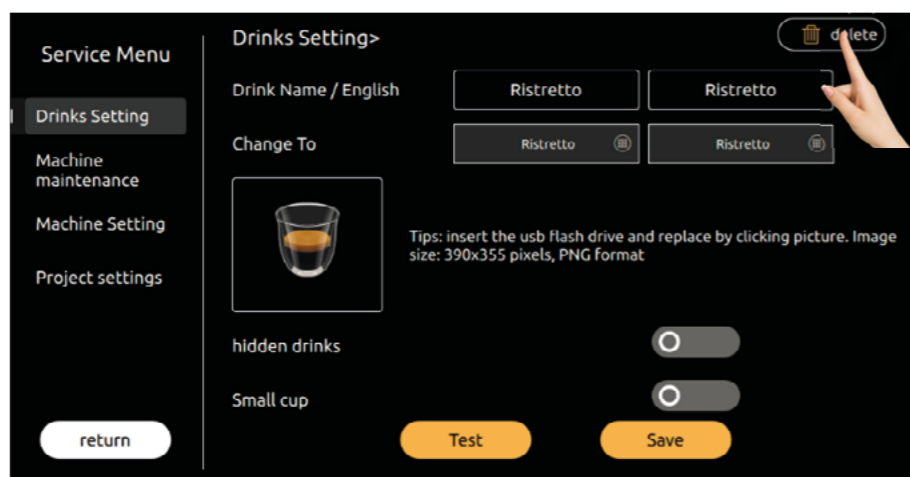 Service Menu
Drinks Setting>
delete
Drinks Setting
Machine
maintenance
Machine Setting
Project settings
return
Drink Name / English
Ristretto
Ristretto
Change To
Ristretto
Ristretto
Tips: insert the usb flash drive and replace by clicking picture. Image
size: 390x355 pixels, PNG format
hidden drinks
Small cup
Test
Save